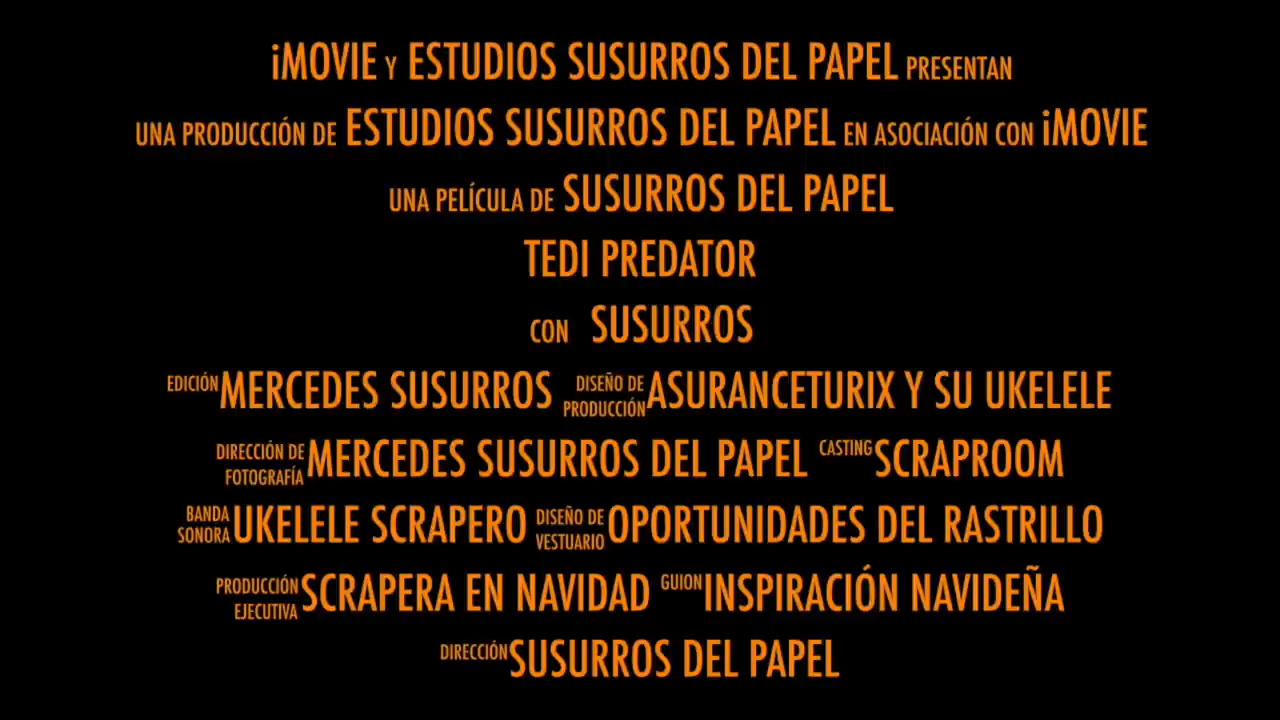 iMOVIE Y ESTUDIOS SUSURROS DEL PAPEL PRESENTAN
UNA PRODUCCIÓN DE ESTUDIOS SUSURROS DEL PAPEL EN ASOCIACIÓN CON iMOVIE
UNA PELÍCULA DE SUSURROS DEL PAPEL
TEDI PREDATOR
CON SUSURROS
EDICIÓN MERCEDES SUSURROS DISEÑO DE PRODUCCIÓN ASURANCETURIX Y SU UKELELE
DIRECCIÓN DE FOTOGRAFÍA MERCEDES SUSURROS DEL PAPEL CASTING SCRAPROOM
BANDA SONORA UKELELE SCRAPERO DISEÑO DE VESTUARIO OPORTUNIDADES DEL RASTRILLO
PRODUCCIÓN EJECUTIVA SCRAPERA EN NAVIDAD GUION INSPIRACIÓN NAVIDEÑA
DIRECCIÓN SUSURROS DEL PAPEL